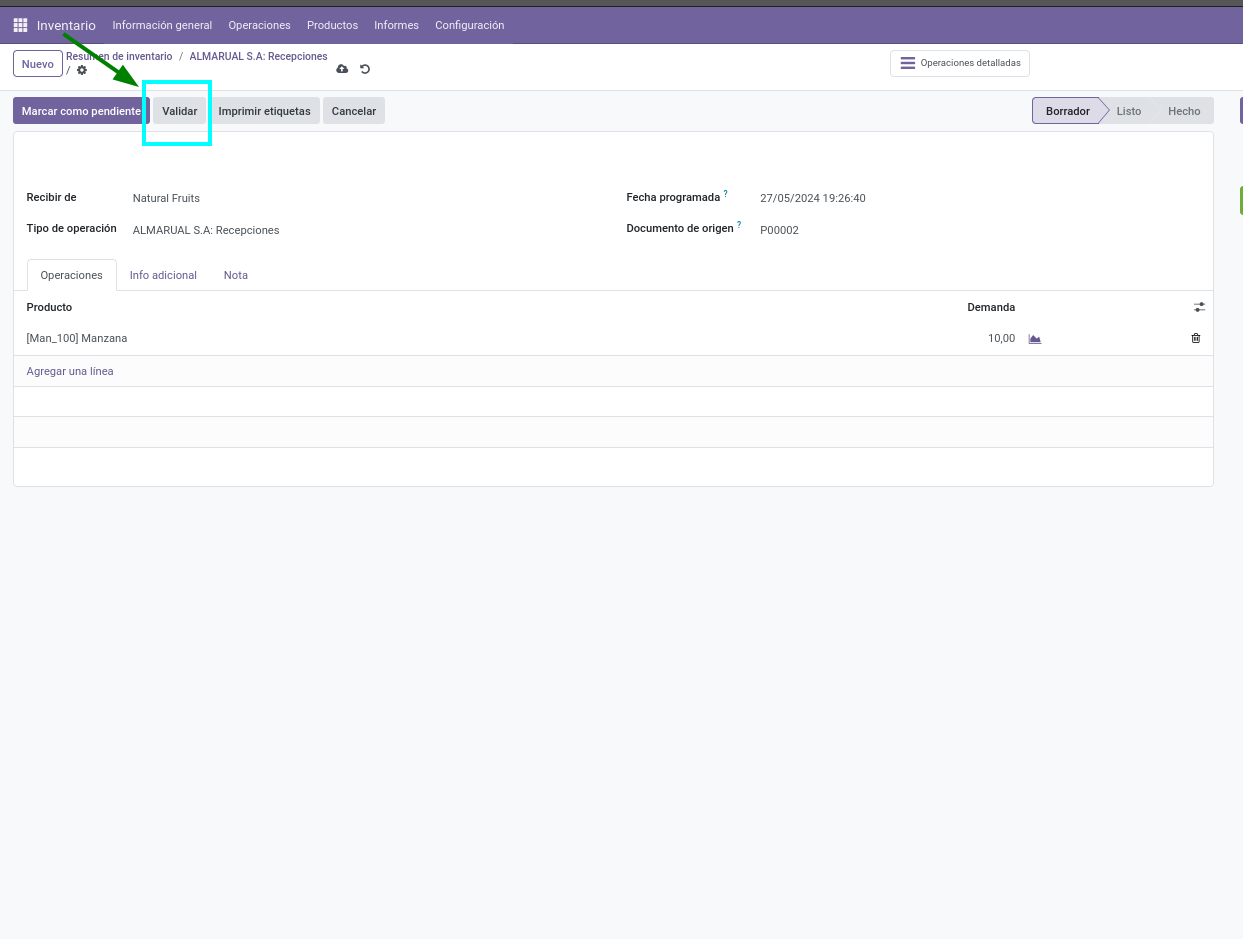 Inventario Información general Operaciones Productos Informes Configuración
Nuevo Resumen de inventario / ALMARUAL S.A: Recepciones
/
Operaciones detalladas
Marcar como pendiente Validar Imprimir etiquetas Cancelar Borrador Listo Hecho
Recibir de Natural Fruits Fecha programada ? 27/05/2024 19:26:40
Tipo de operación ALMARUAL S.A: Recepciones Documento de origen ? P00002
Operaciones Info adicional Nota
Producto Demanda
[Man_100] Manzana 10,00
Agregar una línea